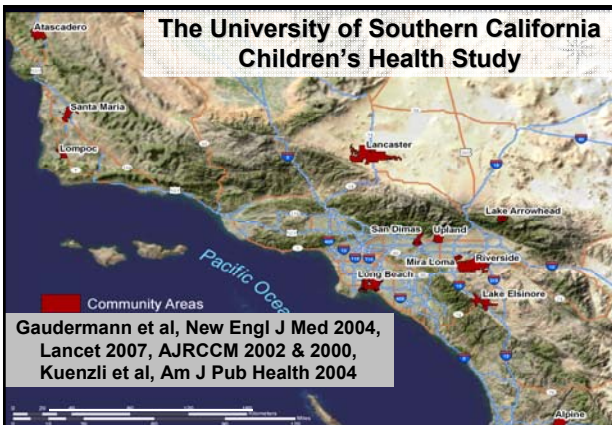 The University of Southern California
Children's Health Study
Atascadero
Santa Maria
Lompoc
Lancaster
Lake Arrowhead
San Dimas
Upland
Mira Loma
Riverside
Long Beach
Lake Elsinore
Pacific Ocea
Community Areas
Gaudermann et al, New Engl J Med 2004,
Lancet 2007, AJRCCM 2002 & 2000,
Kuenzli et al, Am J Pub Health 2004
Kilometers
Miles
Alpine